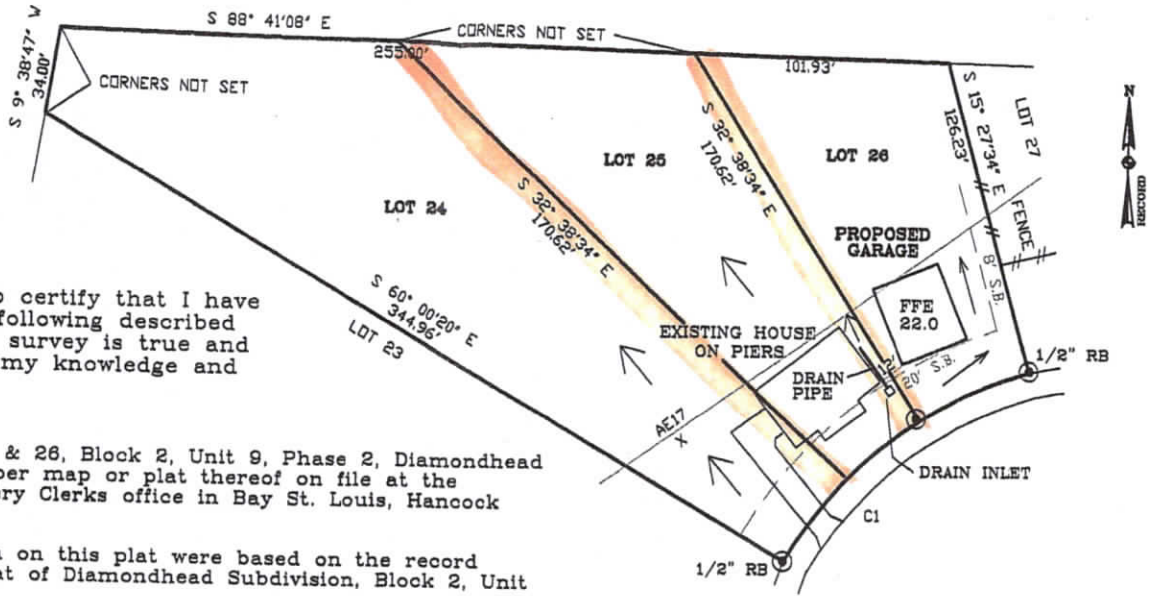 S 88° 41'08" E
CORNERS NOT SET
255.00'
101.93'
S 9° 38'47" W
34.00'
CORNERS NOT SET
S 15° 27'34" E
126.23'
LOT 27
N
RECORD
LOT 25
LOT 26
S 32° 38'34" E
170.62'
LOT 24
S 32° 38'34" E
170.62'
FENCE
PROPOSED
GARAGE
8' S.B.
FFE
22.0
S 60° 00'20" E
344.96'
LOT 23
certify that I have
following described
survey is true and
my knowledge and
EXISTING HOUSE
ON PIERS
DRAIN
PIPE
20' S.B.
1/2" RB
AE17
X
DRAIN INLET
C1
1/2" RB
& 26, Block 2, Unit 9, Phase 2, Diamondhead
per map or plat thereof on file at the
Clerks office in Bay St. Louis, Hancock
on this plat were based on the record
of Diamondhead Subdivision, Block 2, Unit